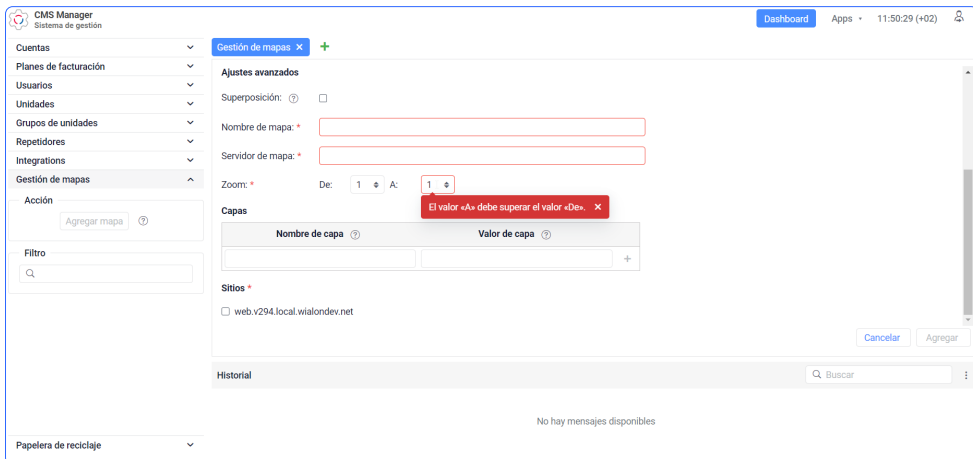 CMS Manager
Sistema de gestión
Dashboard
Apps
11:50:29 (+02)
Cuentas
Planes de facturación
Usuarios
Unidades
Grupos de unidades
Repetidores
Integrations
Gestión de mapas
Acción
Agregar mapa
Filtro
Papelera de reciclaje
Gestión de mapas
Ajustes avanzados
Superposición:
Nombre de mapa: *
Servidor de mapa: *
Zoom: * De: 1 A: 1
El valor «A» debe superar el valor «De».
Capas
Nombre de capa Valor de capa
Sitios *
web.v294.local.wialondev.net
Cancelar Agregar
Historial
Buscar
No hay mensajes disponibles